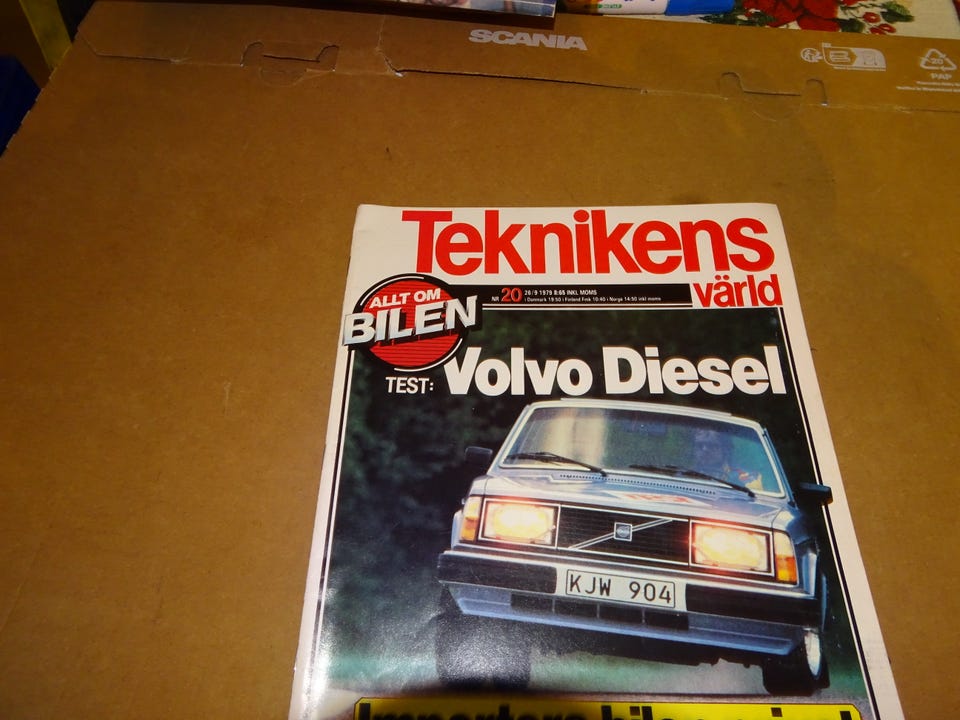 SCANIA
20
PAP
Teknikens
värld
ALLT OM
BILEN
NR 20 26/9 1979 8:65 INKL MOMS
i Danmark 19:50 i Finland Fmk 10:40 i Norge 14:50 inkl moms
TEST: Volvo Diesel
KJW 904